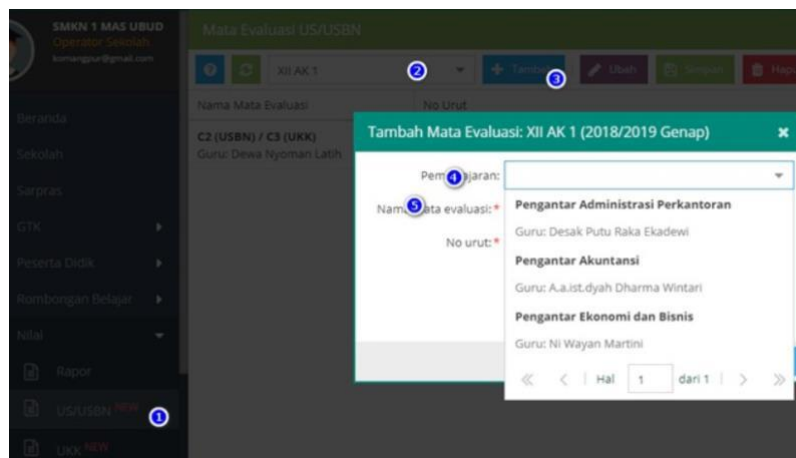 SMKN 1 MAS UBUD
Operator Sekolah
komangpur@gmail.com
Beranda
Sekolah
Sarpras
GTK
Peserta Didik
Rombongan Belajar
Nilai
Rapor
US/USBN NEW
1
UKK NEW
Mata Evaluasi US/USBN
XII AK 1
2
Tambah
3
Ubah
Simpan
Hapu
Nama Mata Evaluasi
No Urut
C2 (USBN) / C3 (UKK)
Guru: Dewa Nyoman Latih
Tambah Mata Evaluasi: XII AK 1 (2018/2019 Genap)
Pem 4 jaran:
Nam 5 ata evaluasi:*
No urut:*
Pengantar Administrasi Perkantoran
Guru: Desak Putu Raka Ekadewi
Pengantar Akuntansi
Guru: A.a.ist.dyah Dharma Wintari
Pengantar Ekonomi dan Bisnis
Guru: Ni Wayan Martini
Hal 1 dari 1